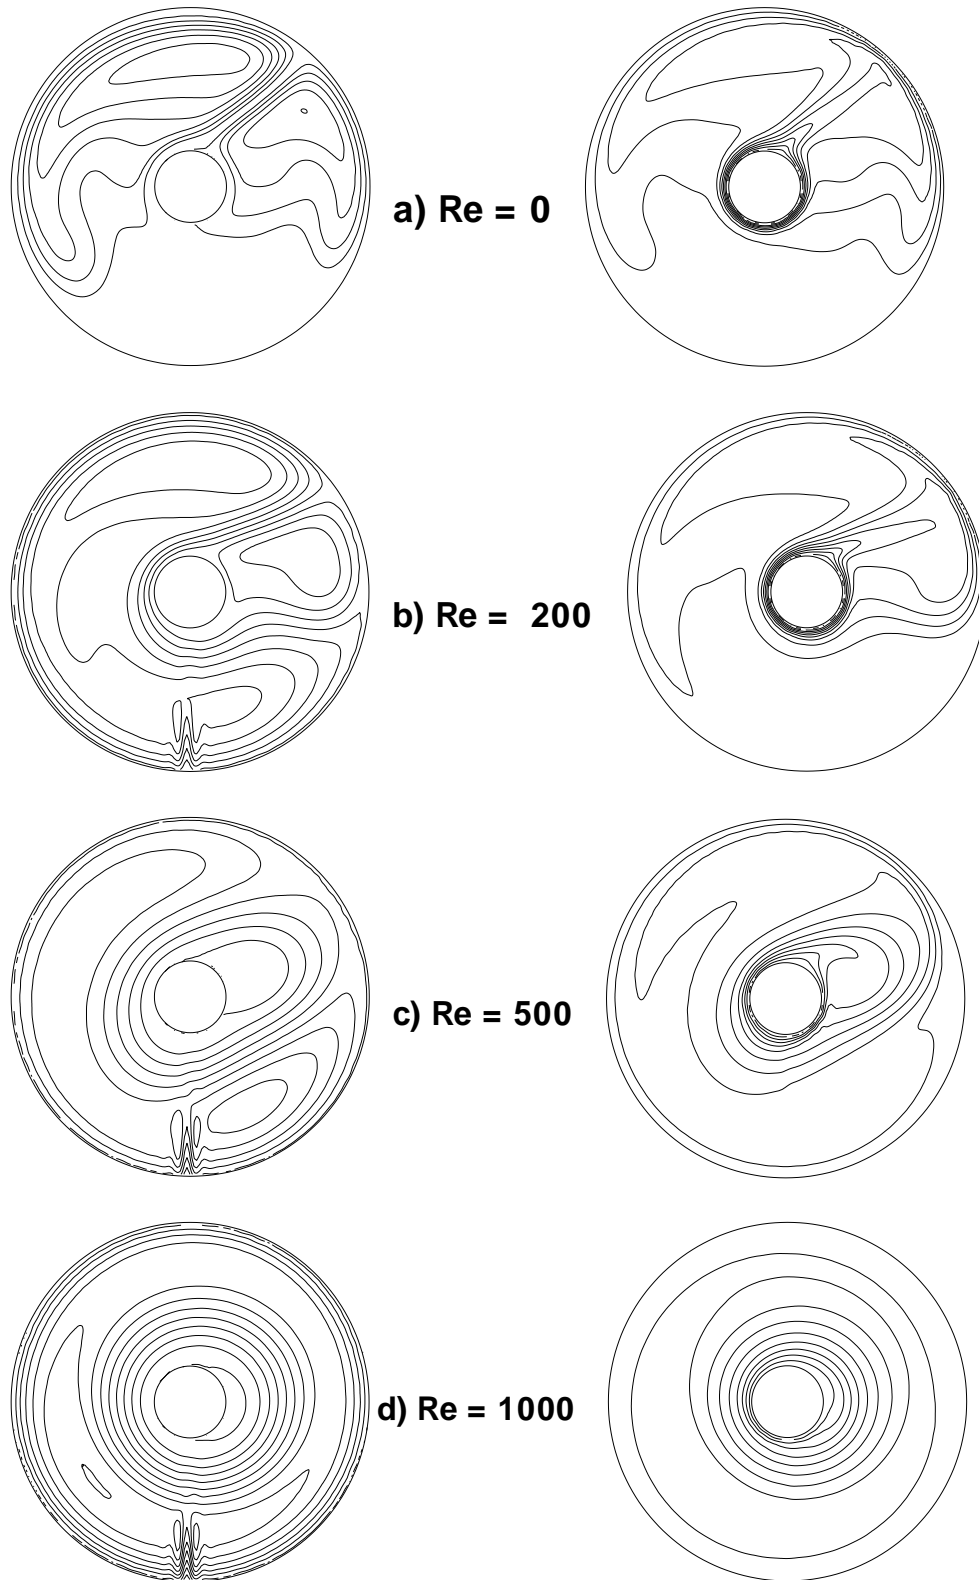 a) Re = 0
b) Re = 200
c) Re = 500
d) Re = 1000